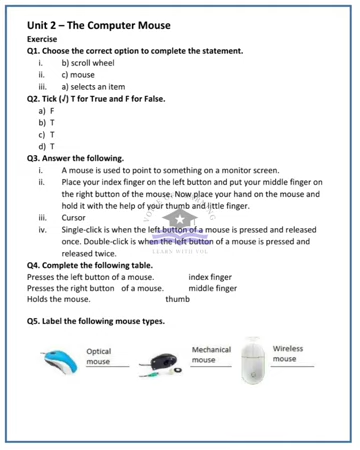 Unit 2 – The Computer Mouse
Exercise
Q1. Choose the correct option to complete the statement.
i. b) scroll wheel
ii. c) mouse
iii. a) selects an item
Q2. Tick (√) T for True and F for False.
a) F
b) T
c) T
d) T
Q3. Answer the following.
i. A mouse is used to point to something on a monitor screen.
ii. Place your index finger on the left button and put your middle finger on
the right button of the mouse. Now place your hand on the mouse and
hold it with the help of your thumb and little finger.
iii. Cursor
iv. Single-click is when the left button of a mouse is pressed and released
once. Double-click is when the left button of a mouse is pressed and
released twice.
LEARN WITH YOU
Q4. Complete the following table.
Presses the left button of a mouse. index finger
Presses the right button of a mouse. middle finger
Holds the mouse. thumb
Q5. Label the following mouse types.
Optical mouse
Mechanical mouse
Wireless mouse